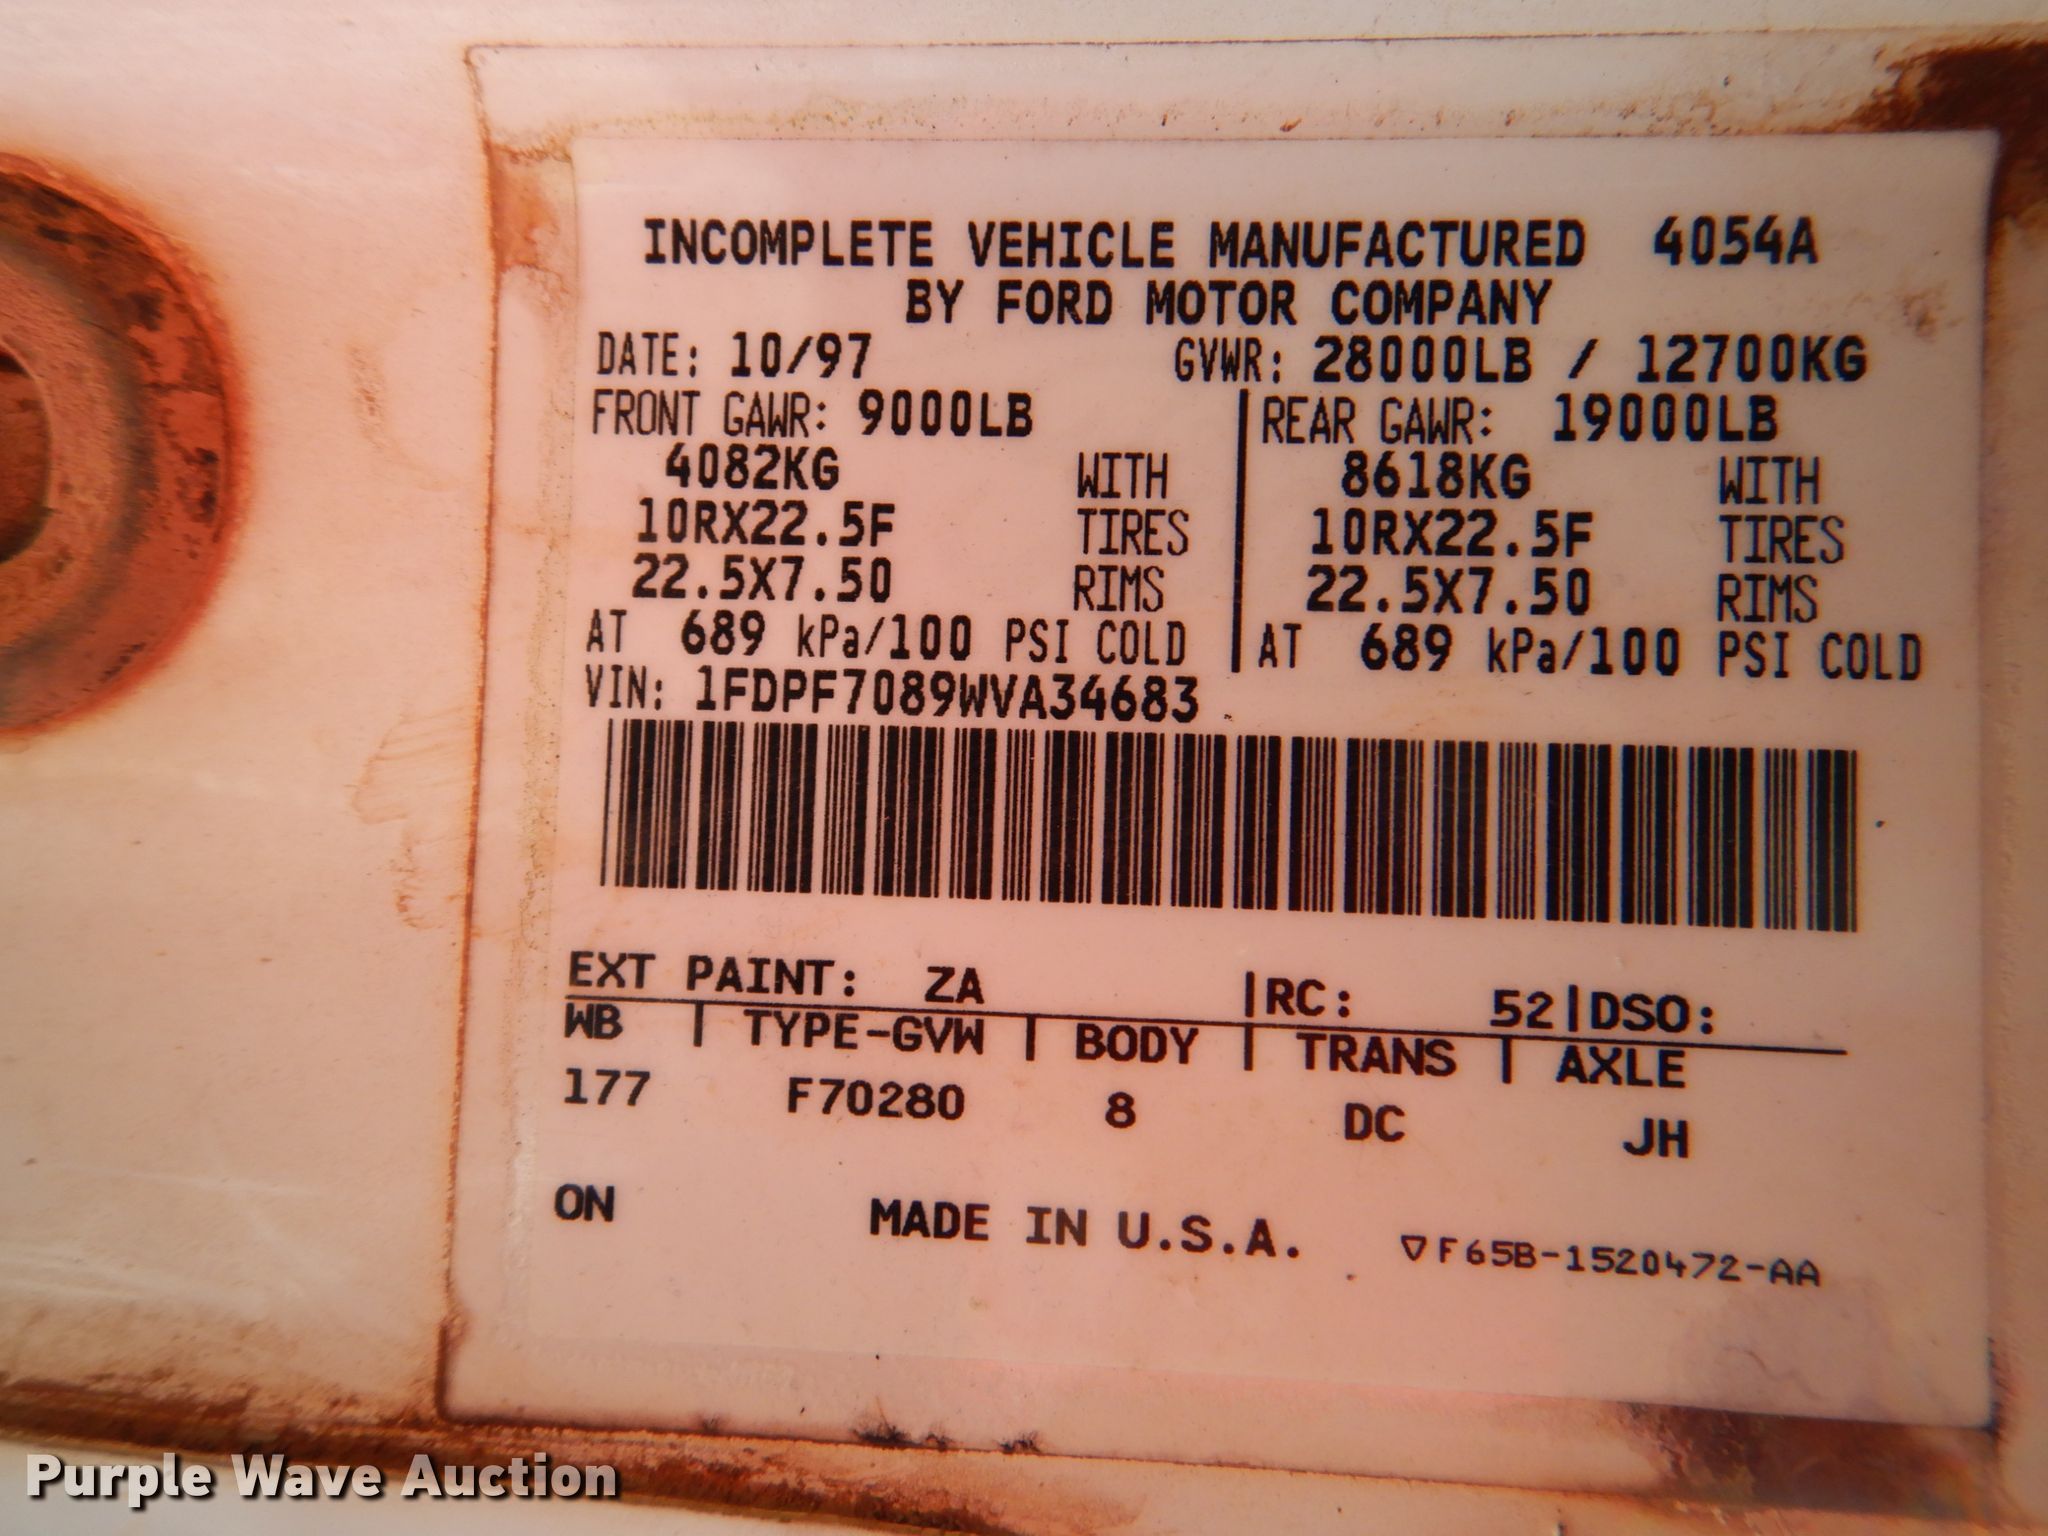 INCOMPLETE VEHICLE MANUFACTURED 4054A
BY FORD MOTOR COMPANY
DATE: 10/97 GVWR: 28000LB / 12700KG
FRONT GAWR: 9000LB REAR GAWR: 19000LB
4082KG WITH 8618KG WITH
10RX22.5F TIRES 10RX22.5F TIRES
22.5X7.50 RIMS 22.5X7.50 RIMS
AT 689 kPa/100 PSI COLD AT 689 kPa/100 PSI COLD
VIN: 1FDPF7089WVA34683
EXT PAINT: ZA |RC: 52|DSO:
WB | TYPE-GVW | BODY | TRANS | AXLE
177 F70280 8 DC JH
ON MADE IN U.S.A. ▽F65B-1520472-AA
Purple Wave Auction